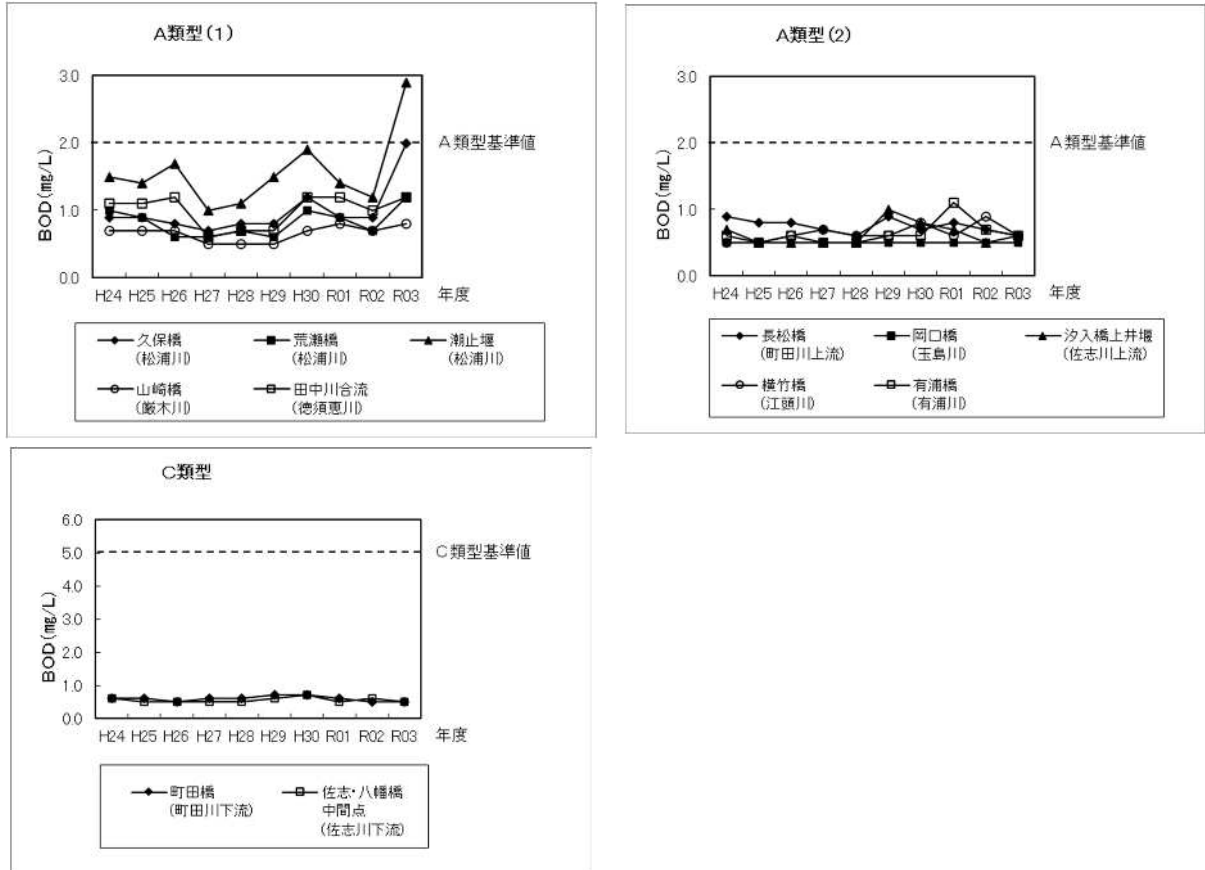 A類型(1)
3.0
2.0
1.0
0.0
BOD(mg/L)
A類型基準値
H24 H25 H26 H27 H28 H29 H30 R01 R02 R03 年度
久保橋 荒瀬橋 潮止堰
(松浦川) (松浦川) (松浦川)
山崎橋 田中川合流
(厳木川) (徳須恵川)
A類型(2)
3.0
2.0
1.0
0.0
BOD(mg/L)
A類型基準値
H24 H25 H26 H27 H28 H29 H30 R01 R02 R03 年度
長松橋 岡口橋 汐入橋上井堰
(町田川上流) (玉島川) (佐志川上流)
横竹橋 有浦橋
(江頭川) (有浦川)
C類型
6.0
5.0
4.0
3.0
2.0
1.0
0.0
BOD(mg/L)
C類型基準値
H24 H25 H26 H27 H28 H29 H30 R01 R02 R03 年度
町田橋 佐志・八幡橋
(町田川下流) 中間点
(佐志川下流)